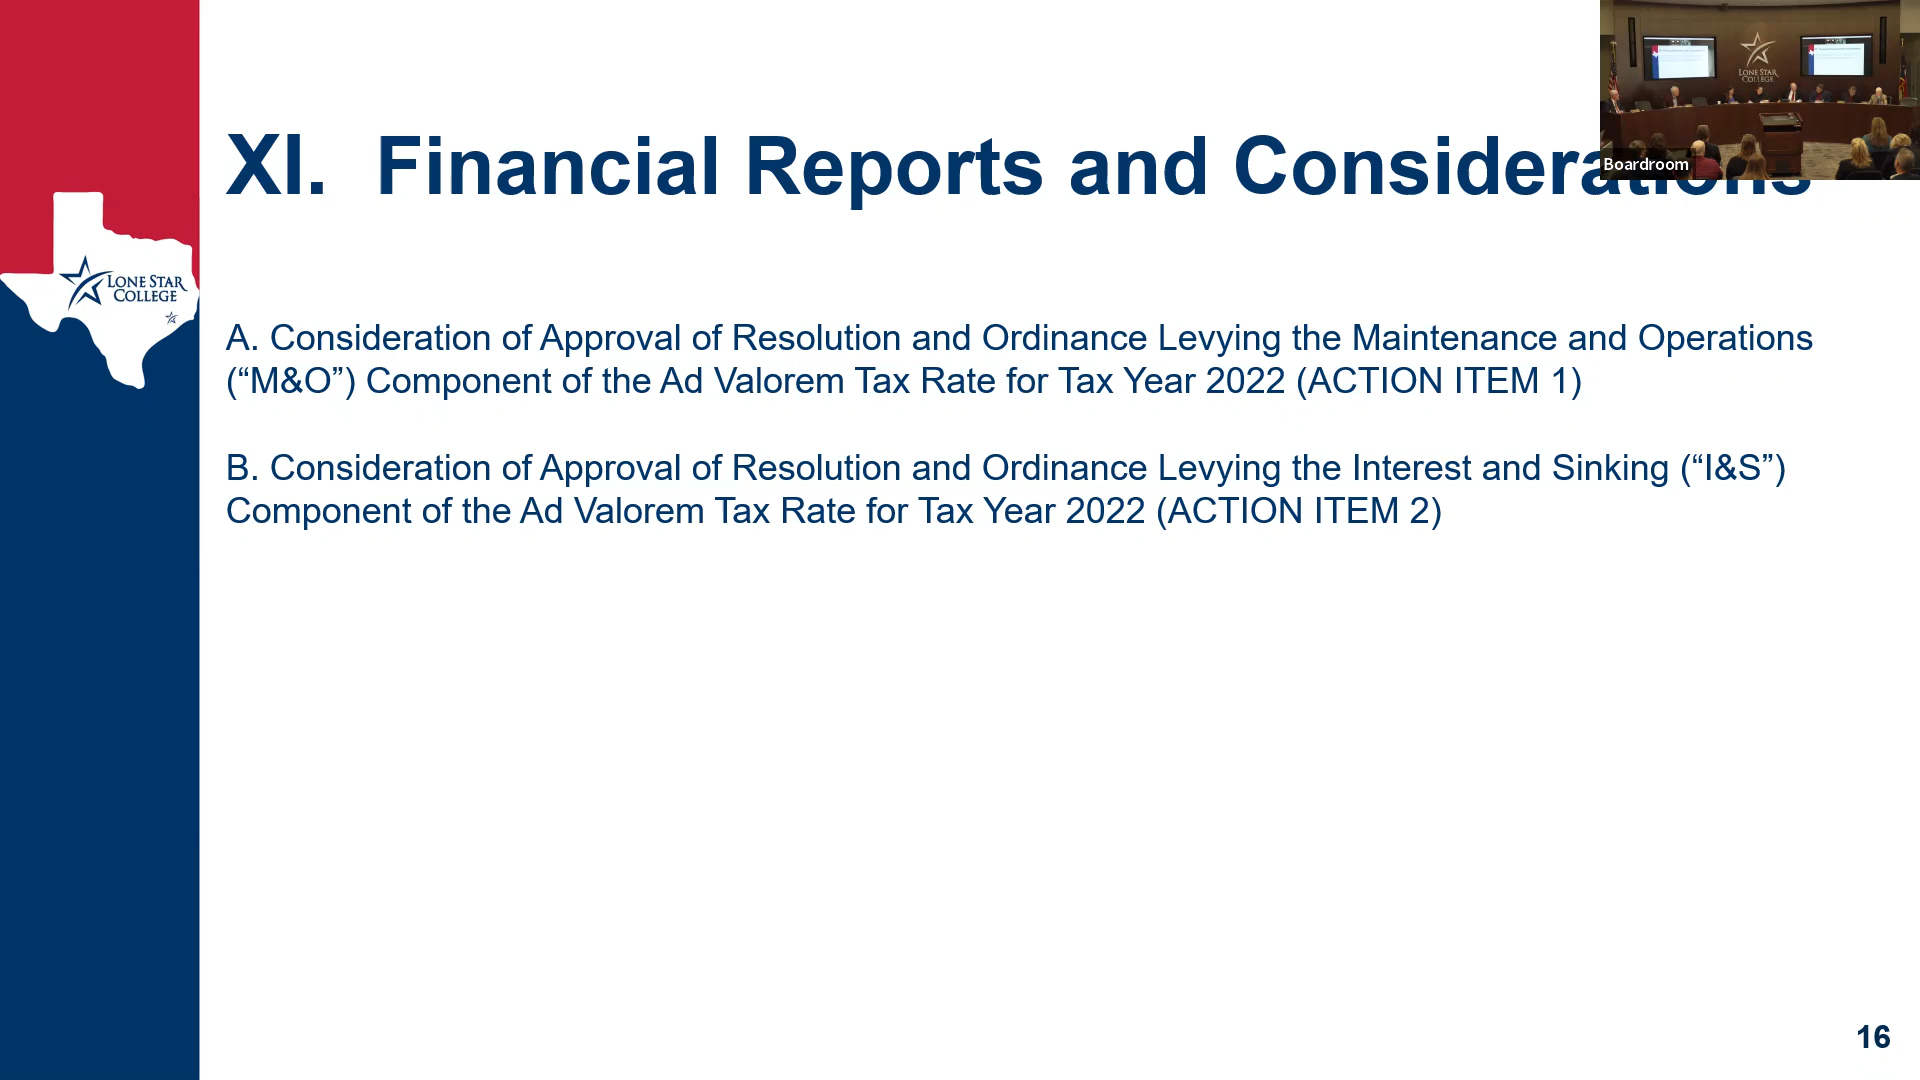 XI. Financial Reports and Considerations
Boardroom
LONE STAR
COLLEGE
LONE STAR
COLLEGE
A. Consideration of Approval of Resolution and Ordinance Levying the Maintenance and Operations
(“M&O”) Component of the Ad Valorem Tax Rate for Tax Year 2022 (ACTION ITEM 1)
B. Consideration of Approval of Resolution and Ordinance Levying the Interest and Sinking (“I&S”)
Component of the Ad Valorem Tax Rate for Tax Year 2022 (ACTION ITEM 2)
16